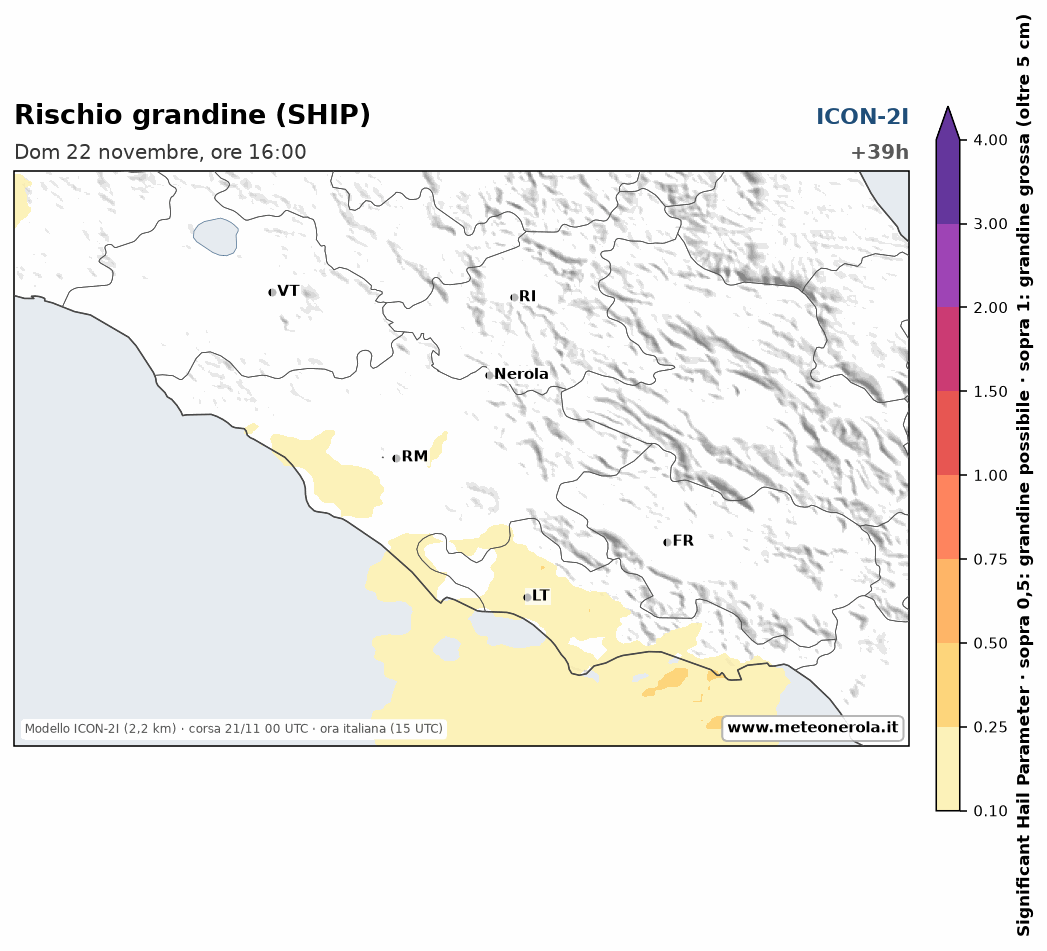 Rischio grandine (SHIP)
ICON-2I
Dom 22 novembre, ore 16:00
+39h
VT
RI
Nerola
RM
FR
LT
Modello ICON-2I (2,2 km) · corsa 21/11 00 UTC · ora italiana (15 UTC)
www.meteonerola.it
4.00
3.00
2.00
1.50
1.00
0.75
0.50
0.25
0.10
Significant Hail Parameter · sopra 0,5: grandine possibile · sopra 1: grandine grossa (oltre 5 cm)